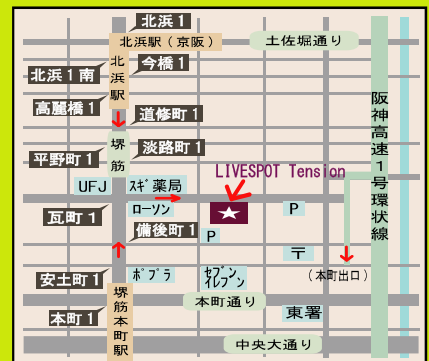 北浜1
北浜駅(京阪)
土佐堀通り
北浜駅
今橋1
北浜1南
高麗橋1
道修町1
阪神高速1号環状線
堺筋
淡路町1
平野町1
LIVESPOT Tension
UFJ
スギ薬局
ローソン
P
瓦町1
備後町1
P
〒
(本町出口)
安土町1
ポプラ
セブン
イレブン
堺筋本町駅
本町通り
本町1
東署
中央大通り